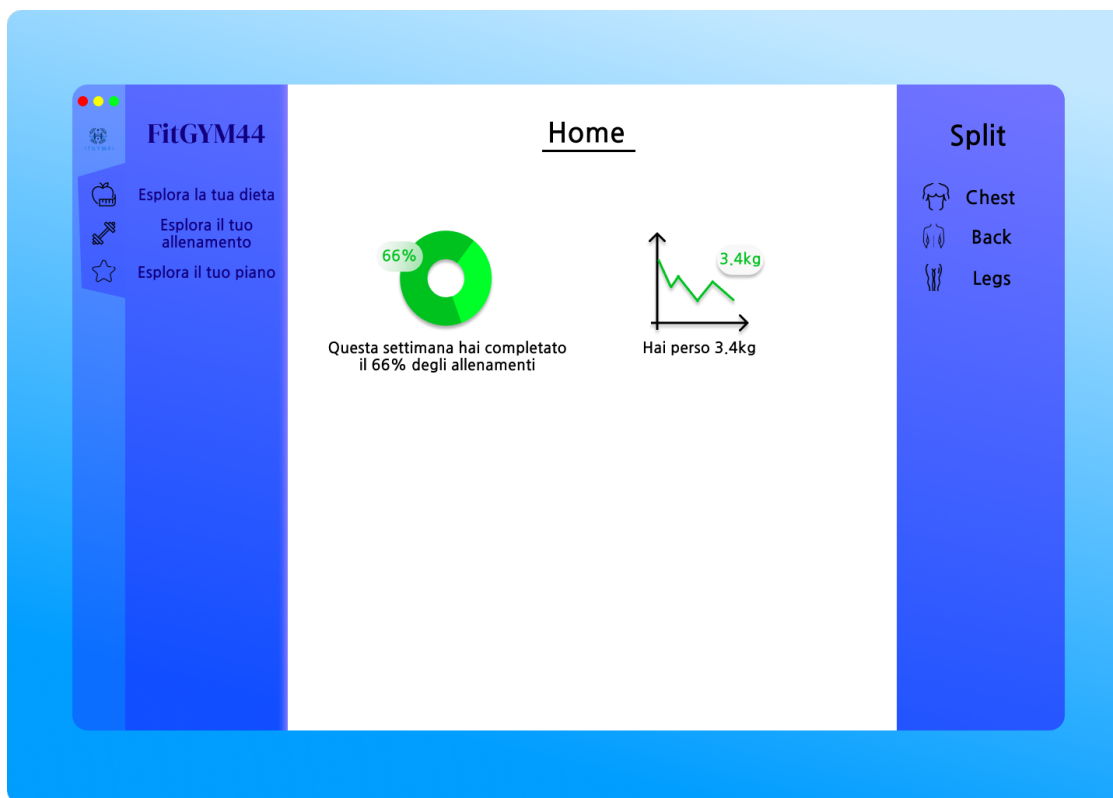 FitGYM44
Esplora la tua dieta
Esplora il tuo
allenamento
Esplora il tuo piano
Home
66%
Questa settimana hai completato
il 66% degli allenamenti
3.4kg
Hai perso 3.4kg
Split
Chest
Back
Legs